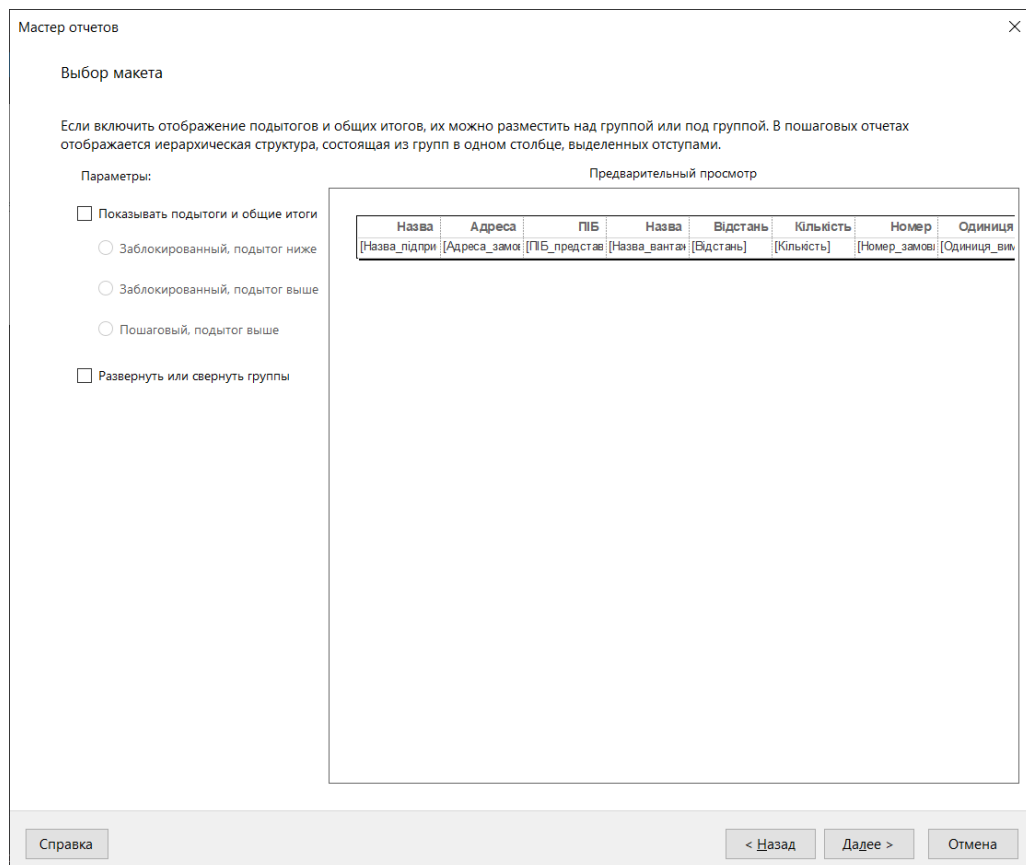 Мастер отчетов
Выбор макета
Если включить отображение подытогов и общих итогов, их можно разместить над группой или под группой. В пошаговых отчетах
отображается иерархическая структура, состоящая из групп в одном столбце, выделенных отступами.
Параметры:
Предварительный просмотр
Показывать подытоги и общие итоги
Заблокированный, подытог ниже
Заблокированный, подытог выше
Пошаговый, подытог выше
Развернуть или свернуть группы
Назва Адреса ПІБ Назва Відстань Кількість Номер Одиниця
[Назва_підпри [Адреса_замов [ПІБ_представ [Назва_вантаж [Відстань] [Кількість] [Номер_замовл [Одиниця_вим
Справка
< Назад
Далее >
Отмена